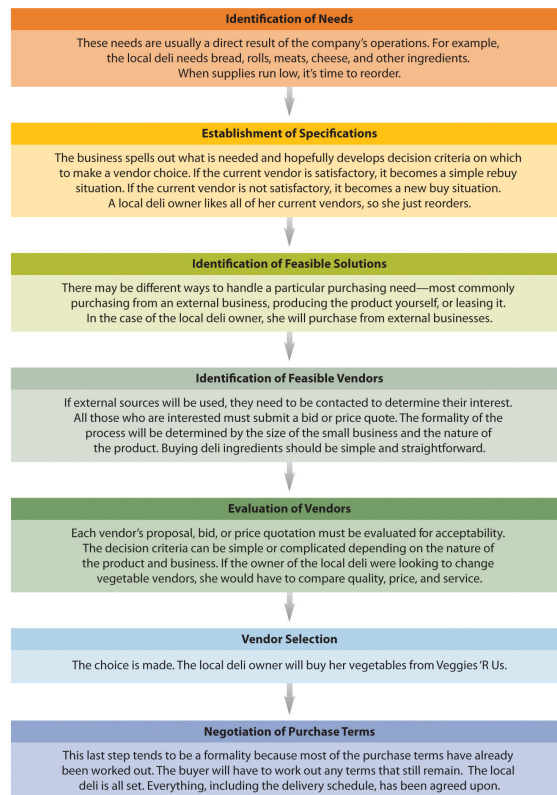 Identification of Needs
These needs are usually a direct result of the company’s operations. For example,
the local deli needs bread, rolls, meats, cheese, and other ingredients.
When supplies run low, it’s time to reorder.
Establishment of Specifications
The business spells out what is needed and hopefully develops decision criteria on which
to make a vendor choice. If the current vendor is satisfactory, it becomes a simple rebuy
situation. If the current vendor is not satisfactory, it becomes a new buy situation.
A local deli owner likes all of her current vendors, so she just reorders.
Identification of Feasible Solutions
There may be different ways to handle a particular purchasing need—most commonly
purchasing from an external business, producing the product yourself, or leasing it.
In the case of the local deli owner, she will purchase from external businesses.
Identification of Feasible Vendors
If external sources will be used, they need to be contacted to determine their interest.
All those who are interested must submit a bid or price quote. The formality of the
process will be determined by the size of the small business and the nature of
the product. Buying deli ingredients should be simple and straightforward.
Evaluation of Vendors
Each vendor’s proposal, bid, or price quotation must be evaluated for acceptability.
The decision criteria can be simple or complicated depending on the nature of
the product and business. If the owner of the local deli were looking to change
vegetable vendors, she would have to compare quality, price, and service.
Vendor Selection
The choice is made. The local deli owner will buy her vegetables from Veggies ‘R Us.
Negotiation of Purchase Terms
This last step tends to be a formality because most of the purchase terms have already
been worked out. The buyer will have to work out any terms that still remain. The local
deli is all set. Everything, including the delivery schedule, has been agreed upon.